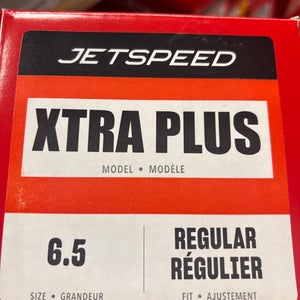 JETSPEED
XTRA PLUS
MODEL • MODÈLE
6.5
REGULAR
RÉGULIER
SIZE • GRANDEUR
FIT • AJUSTEMENT